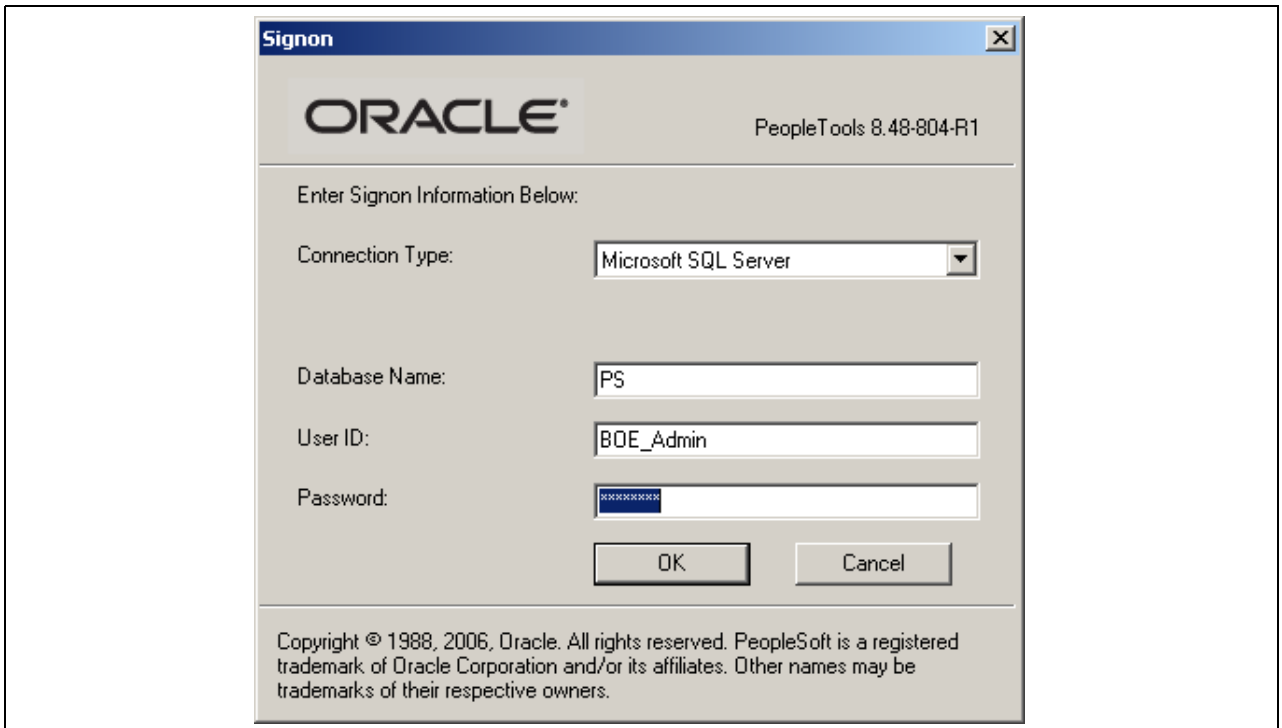 Signon
ORACLE
PeopleTools 8.48-804-R1
Enter Signon Information Below:
Connection Type:
Microsoft SQL Server
Database Name:
PS
User ID:
BOE_Admin
Password:
********
OK
Cancel
Copyright © 1988, 2006, Oracle. All rights reserved. PeopleSoft is a registered
trademark of Oracle Corporation and/or its affiliates. Other names may be
trademarks of their respective owners.